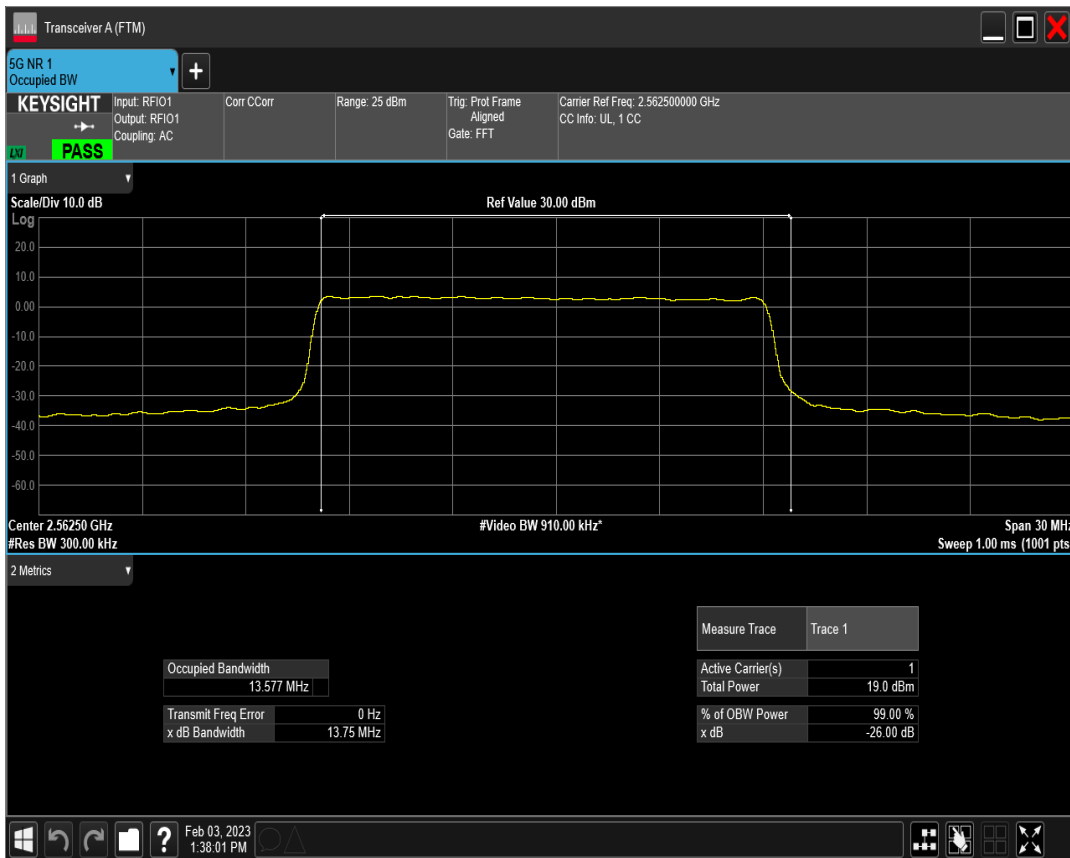 Transceiver A (FTM)
5G NR 1
Occupied BW
+
KEYSIGHT
LXI
PASS
Input: RFIO1
Output: RFIO1
Coupling: AC
Corr CCorr
Range: 25 dBm
Trig: Prot Frame
Aligned
Gate: FFT
Carrier Ref Freq: 2.562500000 GHz
CC Info: UL, 1 CC
1 Graph
Scale/Div 10.0 dB
Ref Value 30.00 dBm
Log
20.0
10.0
0.00
-10.0
-20.0
-30.0
-40.0
-50.0
-60.0
Center 2.56250 GHz
#Video BW 910.00 kHz*
Span 30 MHz
#Res BW 300.00 kHz
Sweep 1.00 ms (1001 pts
2 Metrics
Measure Trace Trace 1
Occupied Bandwidth
13.577 MHz
Active Carrier(s) 1
Total Power 19.0 dBm
Transmit Freq Error 0 Hz
x dB Bandwidth 13.75 MHz
% of OBW Power 99.00 %
x dB -26.00 dB
?
Feb 03, 2023
1:38:01 PM